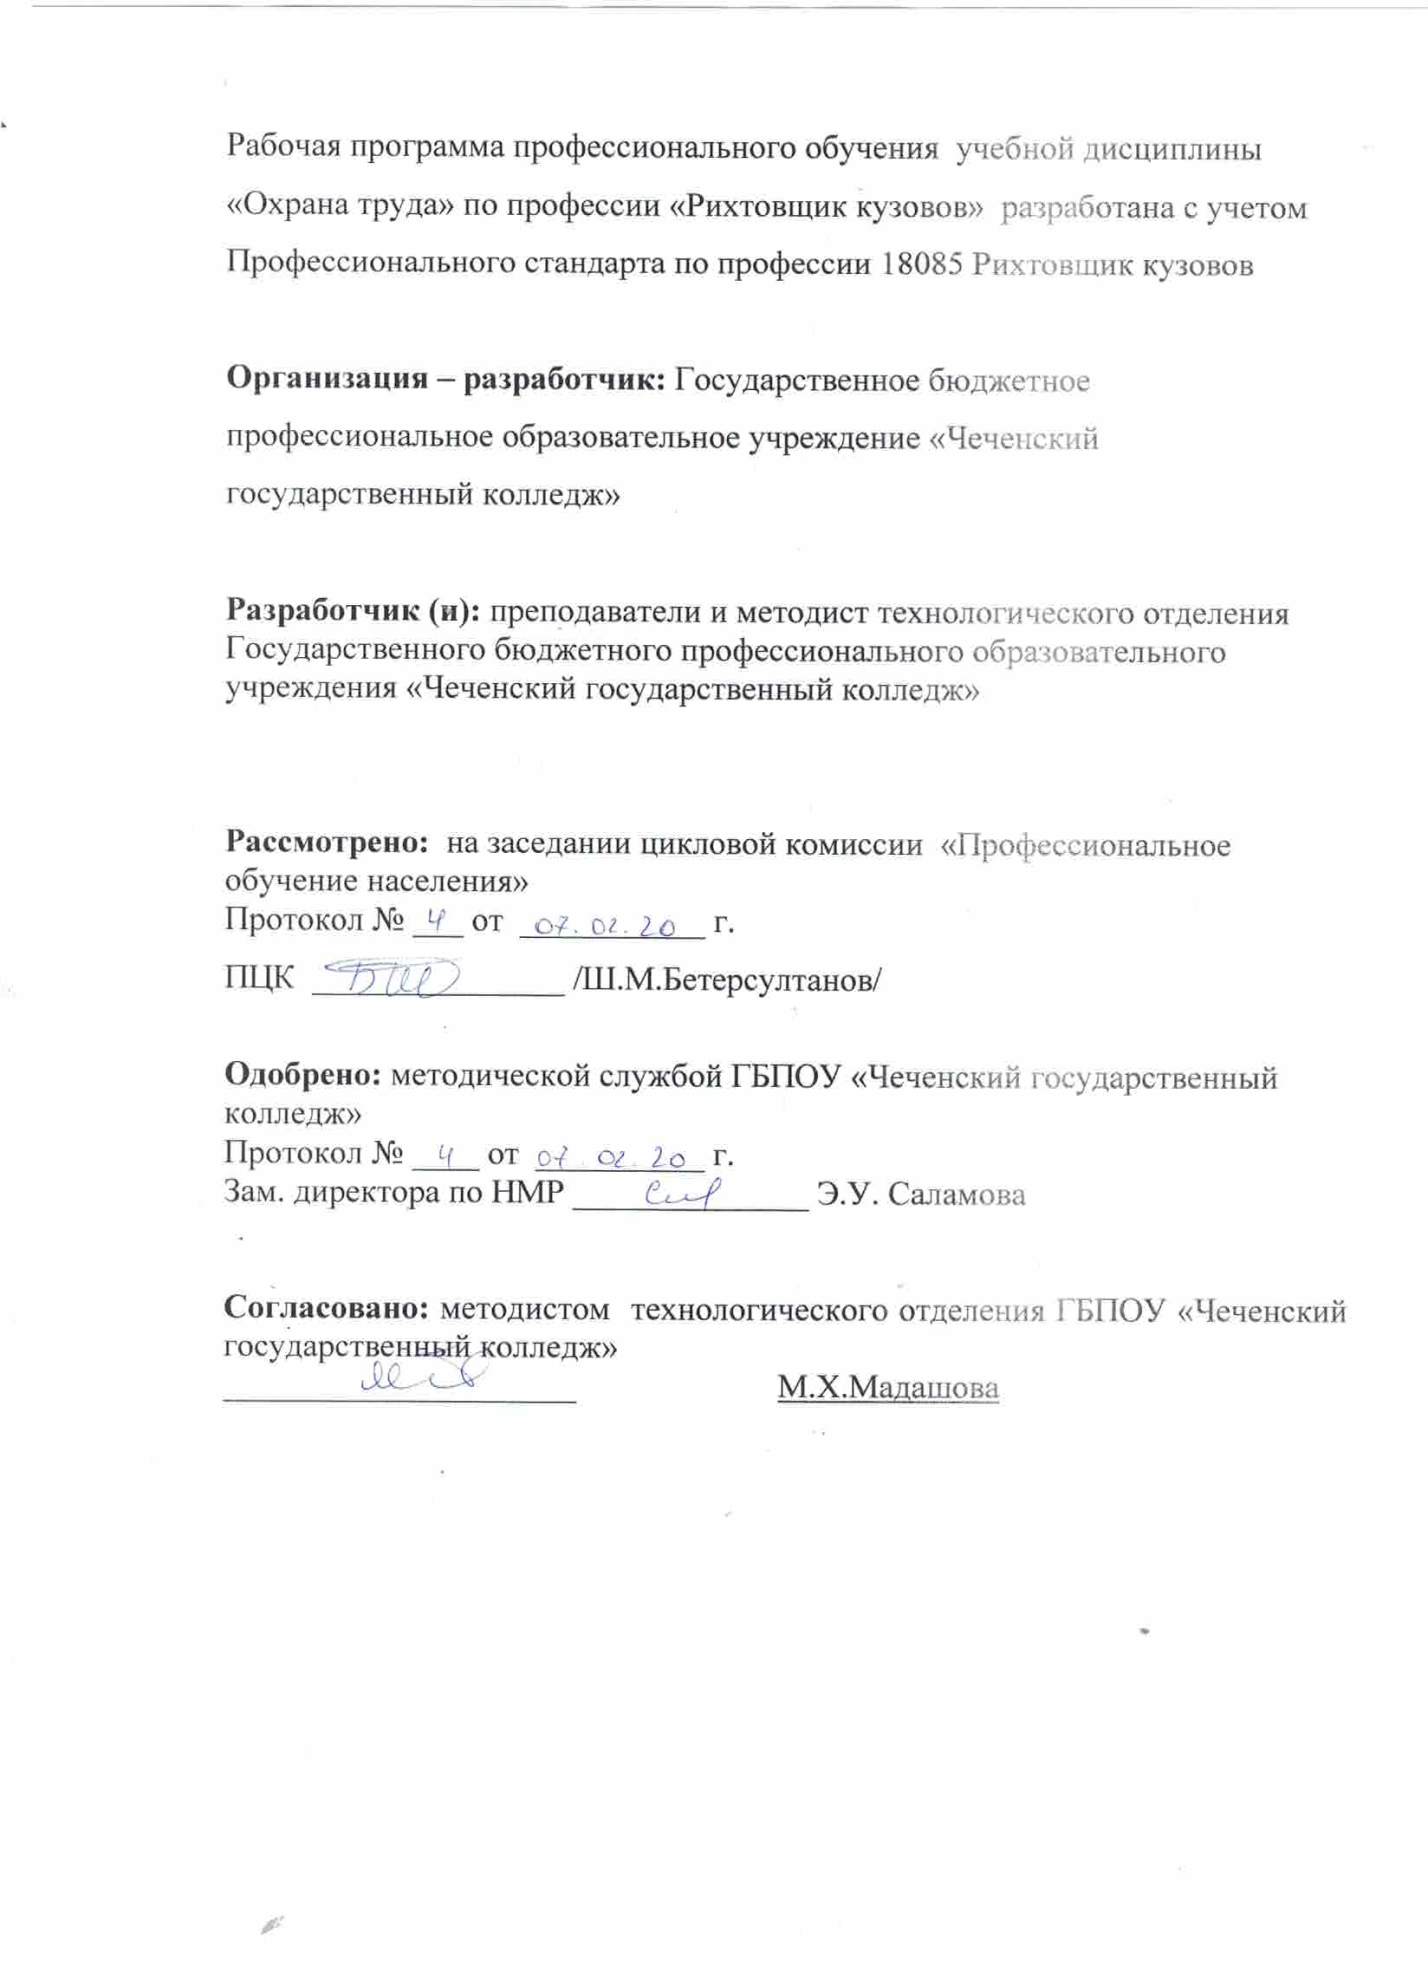 Рабочая программа профессионального обучения учебной дисциплины
«Охрана труда» по профессии «Рихтовщик кузовов» разработана с учетом
Профессионального стандарта по профессии 18085 Рихтовщик кузовов
Организация – разработчик: Государственное бюджетное
профессиональное образовательное учреждение «Чеченский
государственный колледж»
Разработчик (и): преподаватели и методист технологического отделения
Государственного бюджетного профессионального образовательного
учреждения «Чеченский государственный колледж»
Рассмотрено: на заседании цикловой комиссии «Профессиональное
обучение населения»
Протокол № 4 от 07.02.20 г.
ПЦК /Ш.М.Бетерсултанов/
Одобрено: методической службой ГБПОУ «Чеченский государственный
колледж»
Протокол № 4 от 07.02.20 г.
Зам. директора по НМР Э.У. Саламова
Согласовано: методистом технологического отделения ГБПОУ «Чеченский
государственный колледж»
М.Х.Мадашова